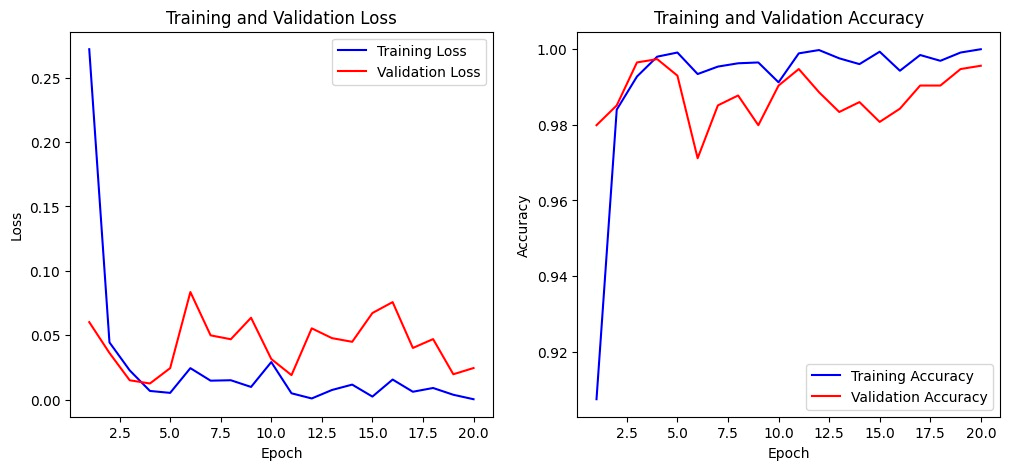 Training and Validation Loss
Training Loss
Validation Loss
0.25
0.20
0.15
0.10
0.05
0.00
Loss
2.5 5.0 7.5 10.0 12.5 15.0 17.5 20.0
Epoch
Training and Validation Accuracy
1.00
0.98
0.96
0.94
0.92
Accuracy
Training Accuracy
Validation Accuracy
2.5 5.0 7.5 10.0 12.5 15.0 17.5 20.0
Epoch